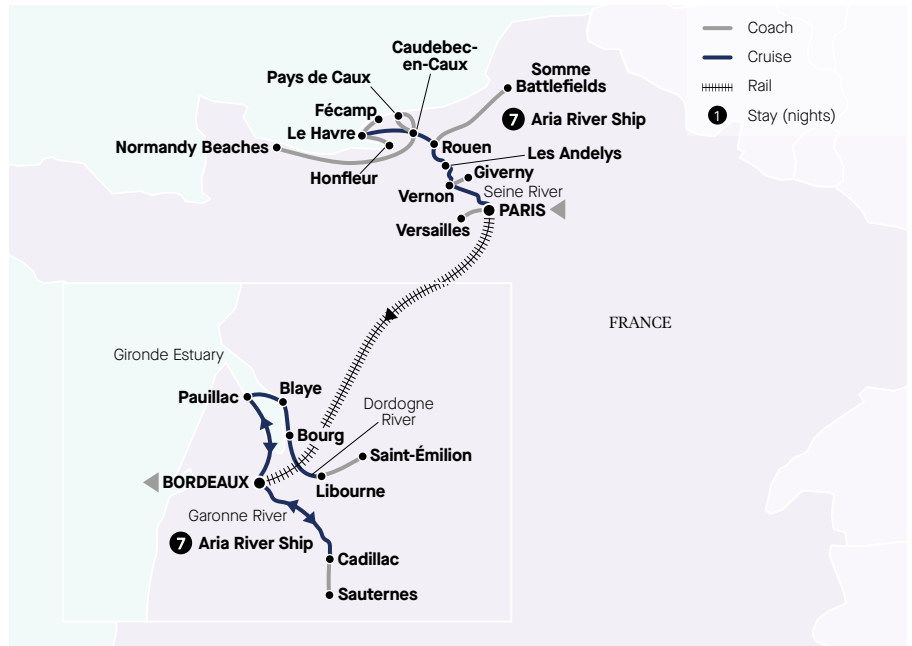 Coach
Cruise
Rail
1 Stay (nights)
Caudebec-
en-Caux
Pays de Caux
Somme
Battlefields
Fécamp
7 Aria River Ship
Le Havre
Normandy Beaches
Rouen
Les Andelys
Honfleur
Giverny
Vernon
Seine River
PARIS
Versailles
FRANCE
Gironde Estuary
Pauillac
Blaye
Dordogne
River
Bourg
Saint-Émilion
BORDEAUX
Libourne
Garonne River
7 Aria River Ship
Cadillac
Sauternes